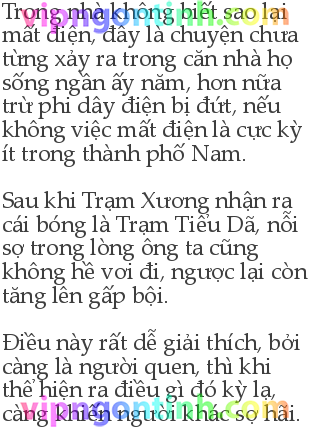 Trong nhà không biết sao lại
mất điện, đây là chuyện chưa
từng xảy ra trong căn nhà họ
sống ngần ấy năm, hơn nữa
trừ phi dây điện bị đứt, nếu
không việc mất điện là cực kỳ
ít trong thành phố Nam.
Sau khi Trạm Xương nhận ra
cái bóng là Trạm Tiểu Dã, nỗi
sợ trong lòng ông ta cũng
không hề vơi đi, ngược lại còn
tăng lên gấp bội.
Điều này rất dễ giải thích, bởi
càng là người quen, thì khi
thể hiện ra điều gì đó kỳ lạ,
càng khiến người khác sợ hãi.
vipngontinh.com
vipngontinh.com